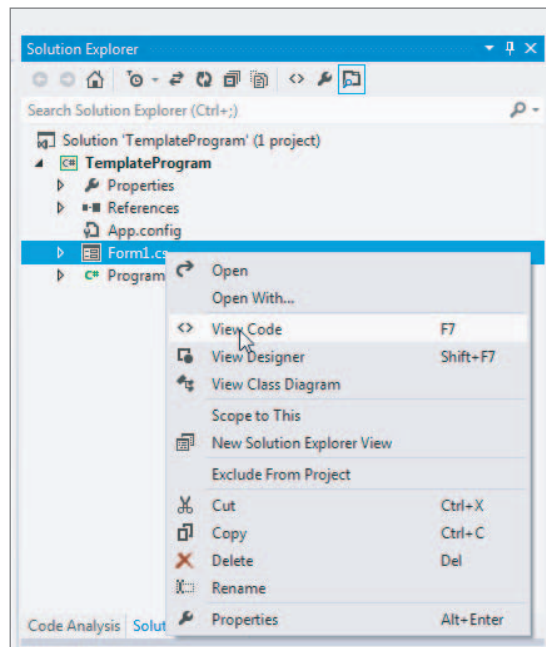 Solution Explorer
Search Solution Explorer (Ctrl+;)
Solution 'TemplateProgram' (1 project)
C# TemplateProgram
Properties
References
App.config
Form1.cs
C# Program
Open
Open With...
View Code F7
View Designer Shift+F7
View Class Diagram
Scope to This
New Solution Explorer View
Exclude From Project
Cut Ctrl+X
Copy Ctrl+C
Delete Del
Rename
Properties Alt+Enter
Code Analysis Solut